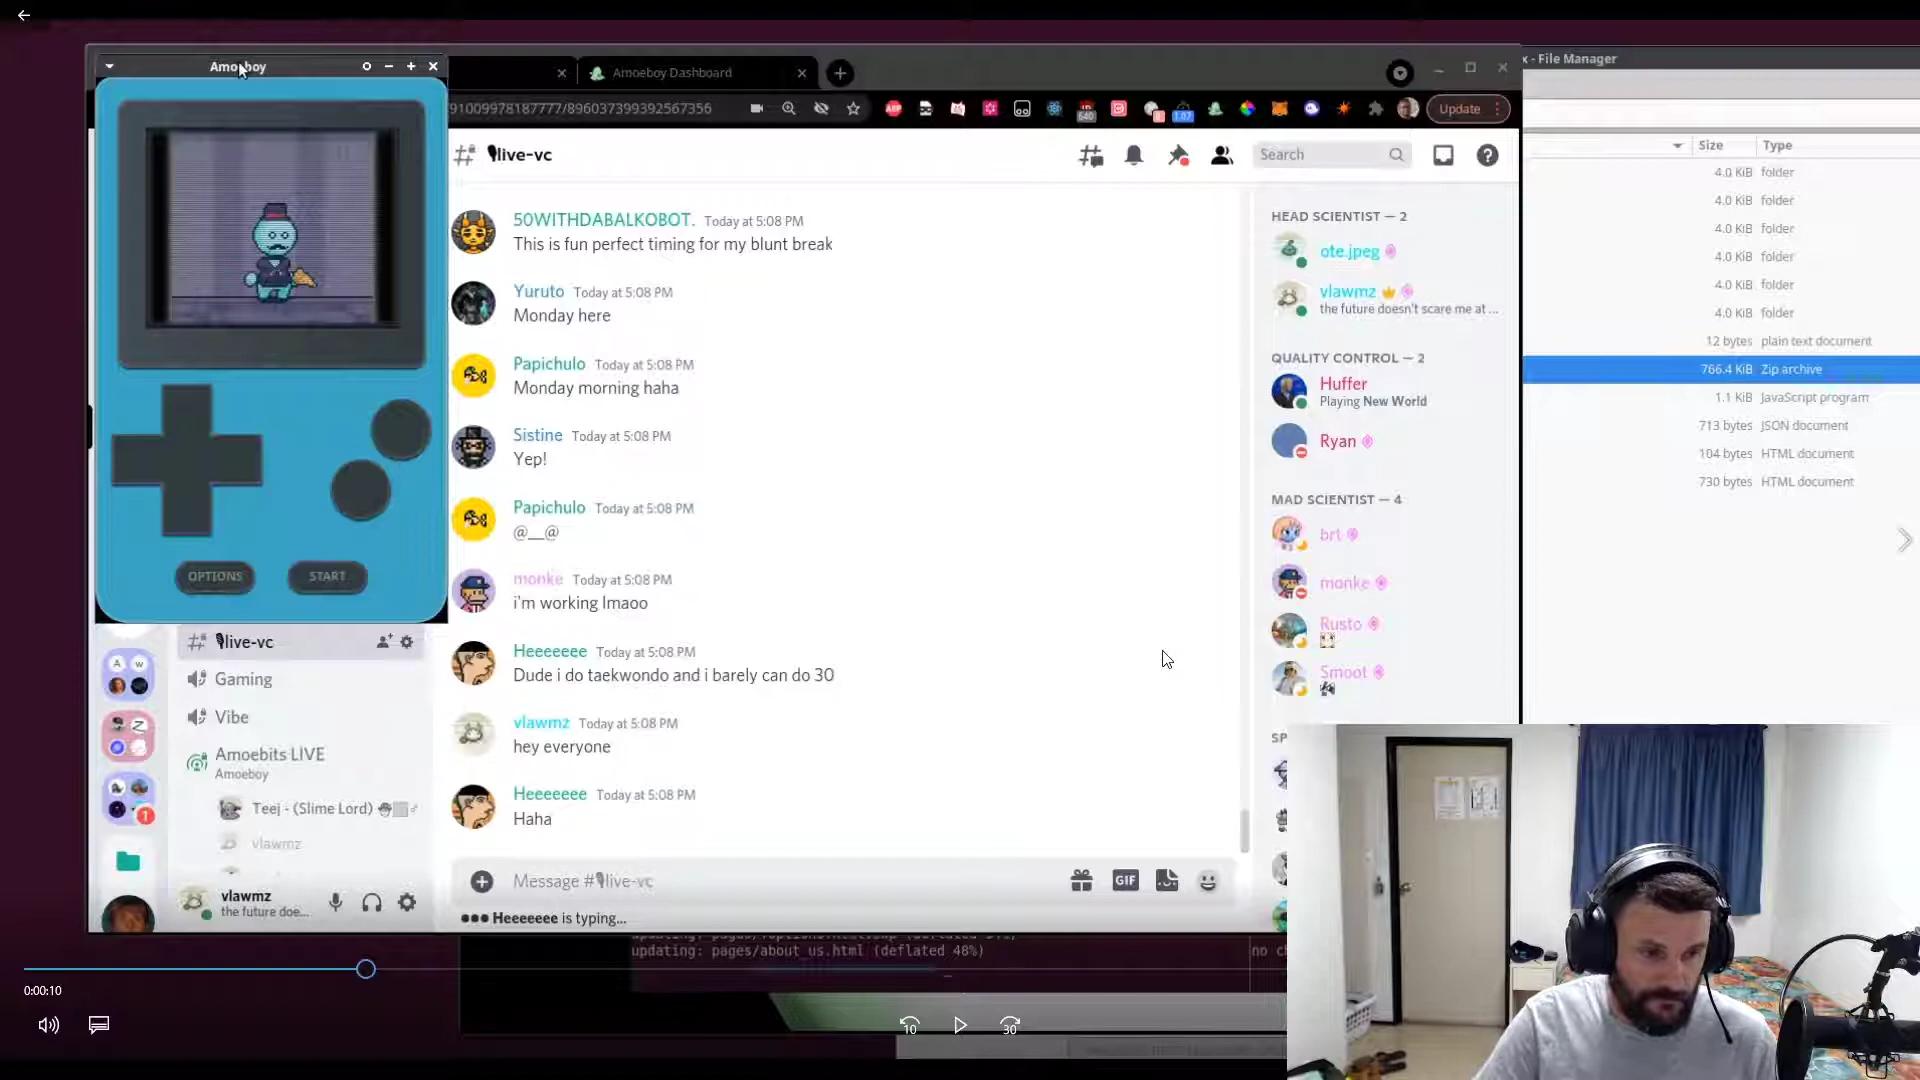 Amoeboy
Amoeboy Dashboard
- File Manager
91009978187777/896037399392567356
640
1.07
Update
live-vc
Search
Size
Type
50WITHDABALKOBOT. Today at 5:08 PM
This is fun perfect timing for my blunt break
Yuruto Today at 5:08 PM
Monday here
Papichulo Today at 5:08 PM
Monday morning haha
Sistine Today at 5:08 PM
Yep!
Papichulo Today at 5:08 PM
@__@
monke Today at 5:08 PM
i'm working lmaoo
Heeeeeee Today at 5:08 PM
Dude i do taekwondo and i barely can do 30
vlawmz Today at 5:08 PM
hey everyone
Heeeeeee Today at 5:08 PM
Haha
Message #🎙live-vc
GIF
Heeeeeee is typing...
HEAD SCIENTIST — 2
ote.jpeg
vlawmz
the future doesn't scare me at ...
QUALITY CONTROL — 2
Huffer
Playing New World
Ryan
MAD SCIENTIST — 4
brt
monke
Rusto
Smoot
SP
4.0 KiB folder
4.0 KiB folder
4.0 KiB folder
4.0 KiB folder
4.0 KiB folder
4.0 KiB folder
12 bytes plain text document
766.4 KiB Zip archive
1.1 KiB JavaScript program
713 bytes JSON document
104 bytes HTML document
730 bytes HTML document
OPTIONS
START
live-vc
A w
Gaming
Z
Vibe
Amoebits LIVE
Amoeboy
1
Teej - (Slime Lord)
vlawmz
vlawmz
the future doe...
updating: pages/about us.html (deflated 48%)
no ch
0:00:10
10
30